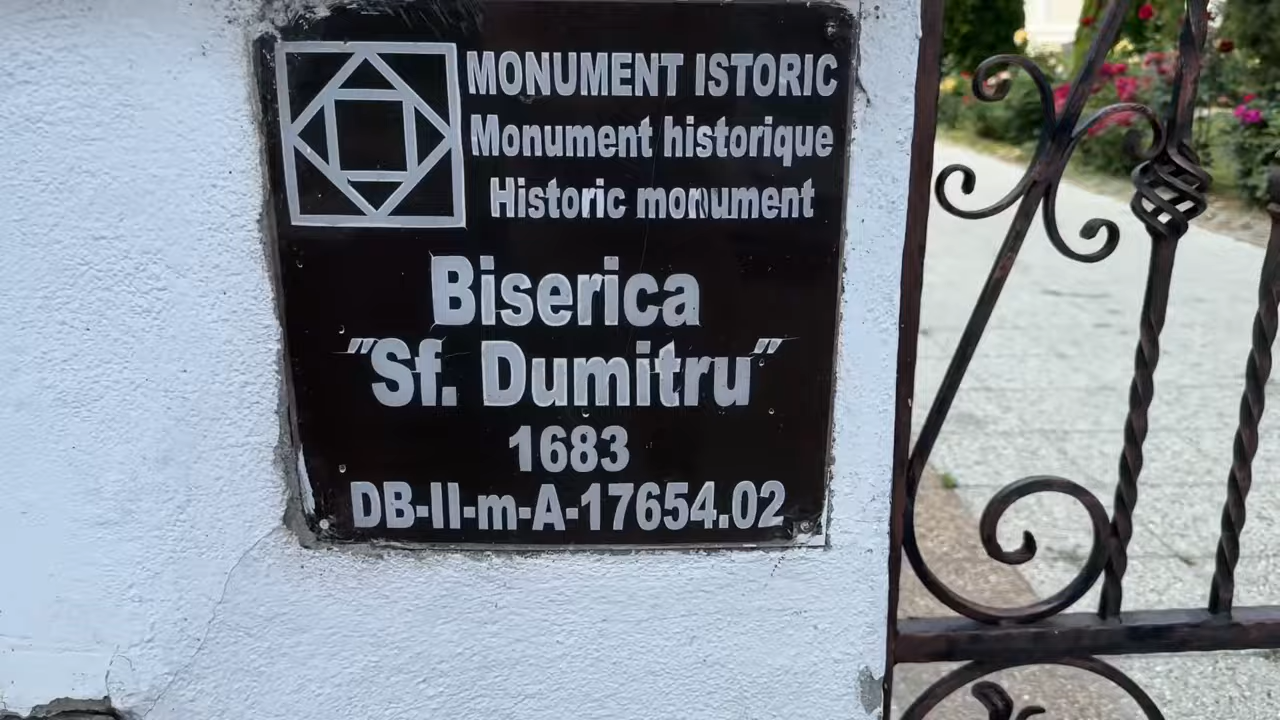 MONUMENT ISTORIC
Monument historique
Historic monument
Biserica
"Sf. Dumitru"
1683
DB-II-m-A-17654.02